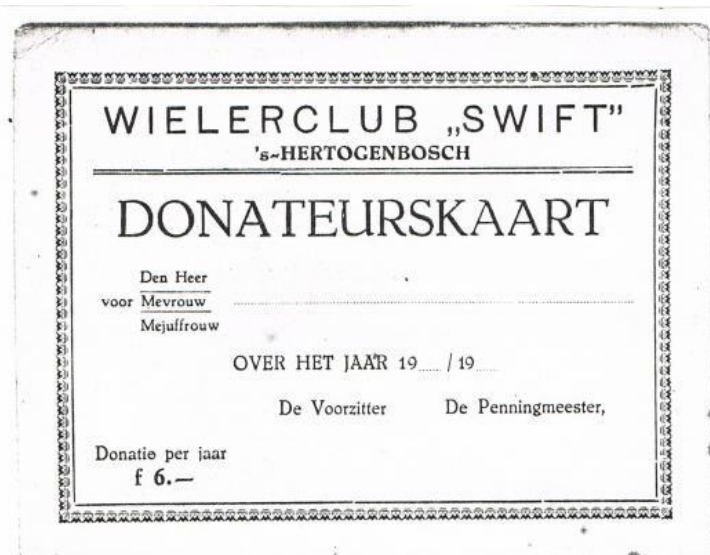 WIELERCLUB „SWIFT”
's-HERTOGENBOSCH
DONATEURSKAART
Den Heer
voor Mevrouw
Mejuffrouw
OVER HET JAAR 19..... / 19.....
De Voorzitter De Penningmeester,
Donatie per jaar
f 6.—